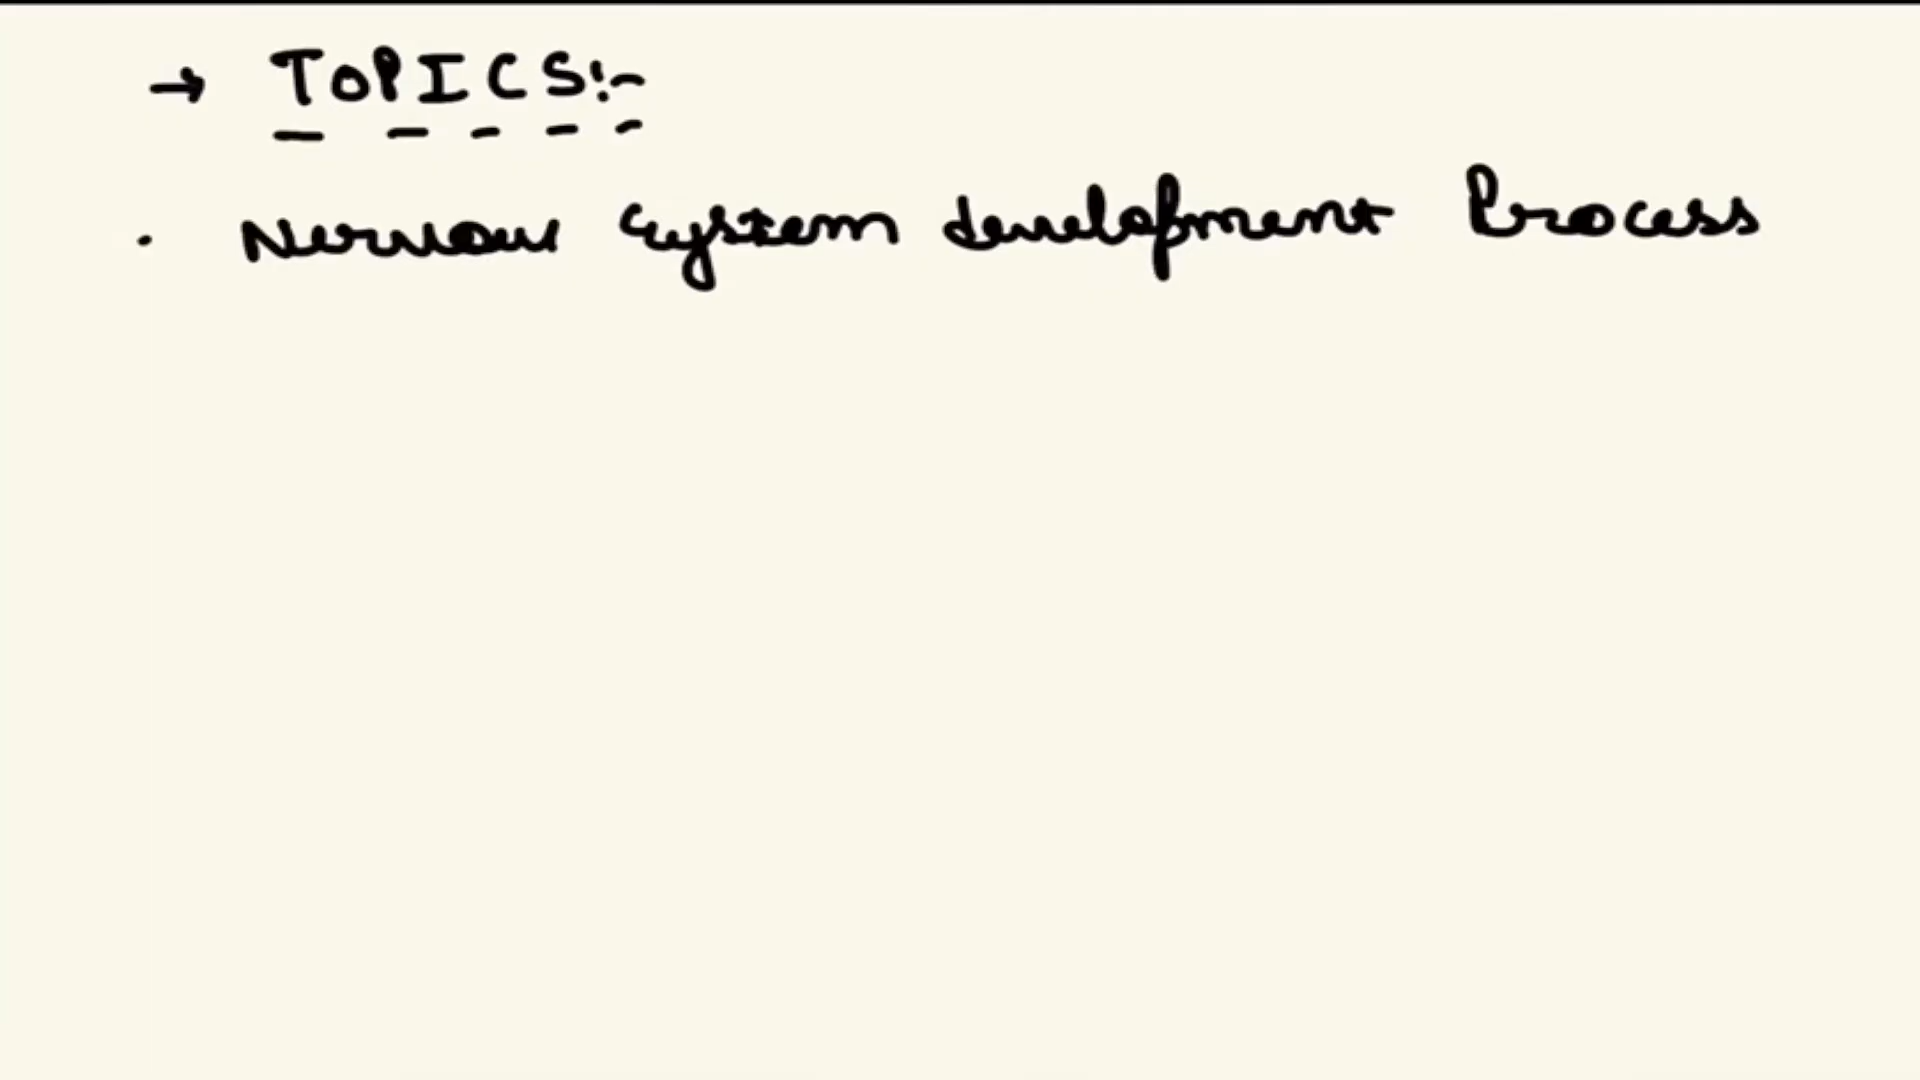 → TOPICS:-
· Nervous system development Process